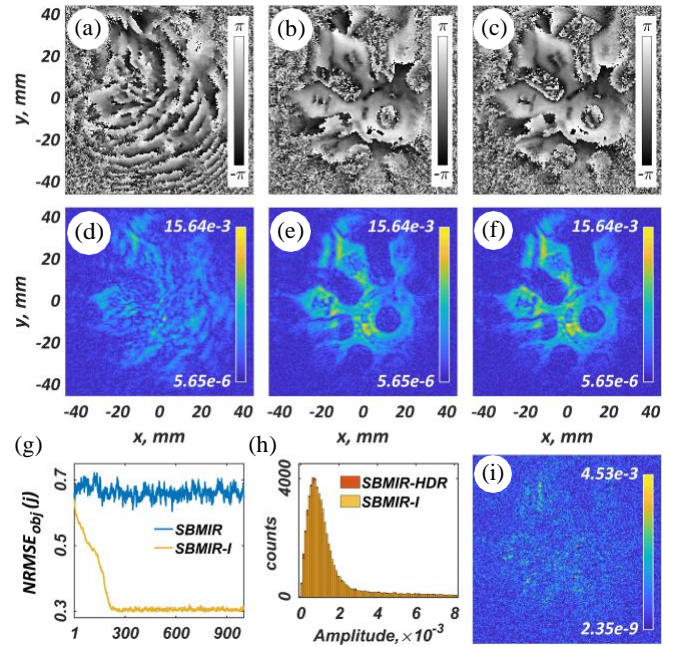 (a) (b) (c)
40 20 0 -20 -40
y, mm
π -π π -π π -π
(d) (e) (f)
40 20 0 -20 -40
y, mm
15.64e-3 15.64e-3 15.64e-3
5.65e-6 5.65e-6 5.65e-6
-40 -20 0 20 40 -40 -20 0 20 40 -40 -20 0 20 40
x, mm x, mm x, mm
(g)
NRMSEobj(j)
0.7
0.5
0.3
SBMIR
SBMIR-I
1 300 600 900
(h)
counts
4000
0
SBMIR-HDR
SBMIR-I
0 2 4 6 8
Amplitude, ×10-3
(i)
4.53e-3
2.35e-9